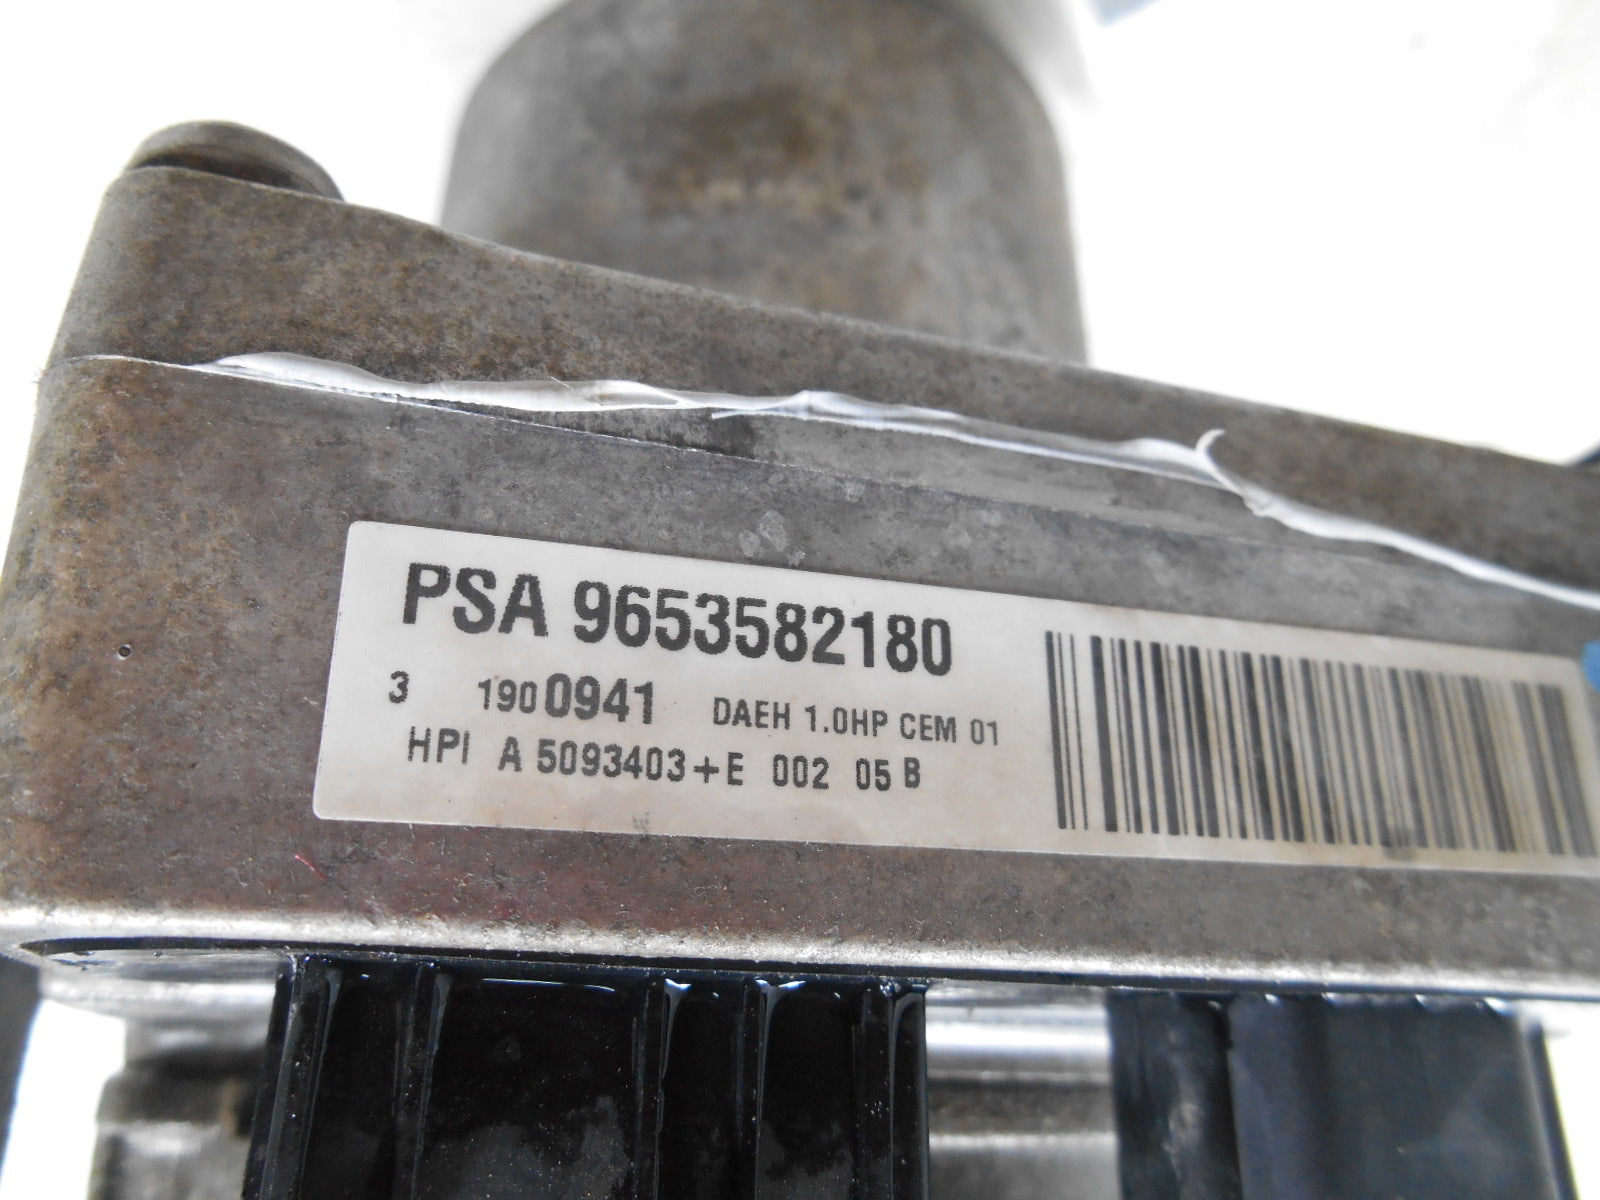 PSA 9653582180
3 190 0941 DAEH 1.0HP CEM 01
HPI A 5093403+E 002 05 B